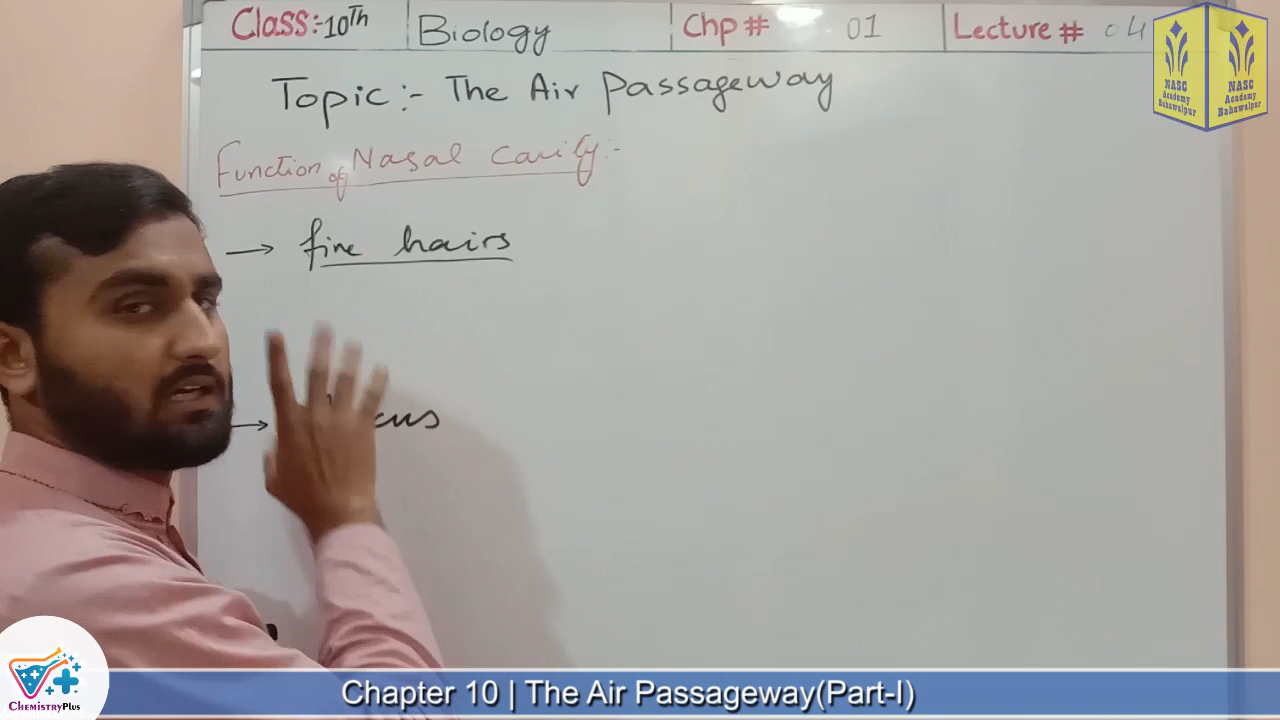 Class:-10Th Biology Chp# 01 Lecture# 04
NASC Academy Bahawalpur
NASC Academy Bahawalpur
Topic:- The Air Passageway
Function of Nasal Cavity:-
→ fine hairs
→
ChemistryPlus
Chapter 10 | The Air Passageway(Part-I)